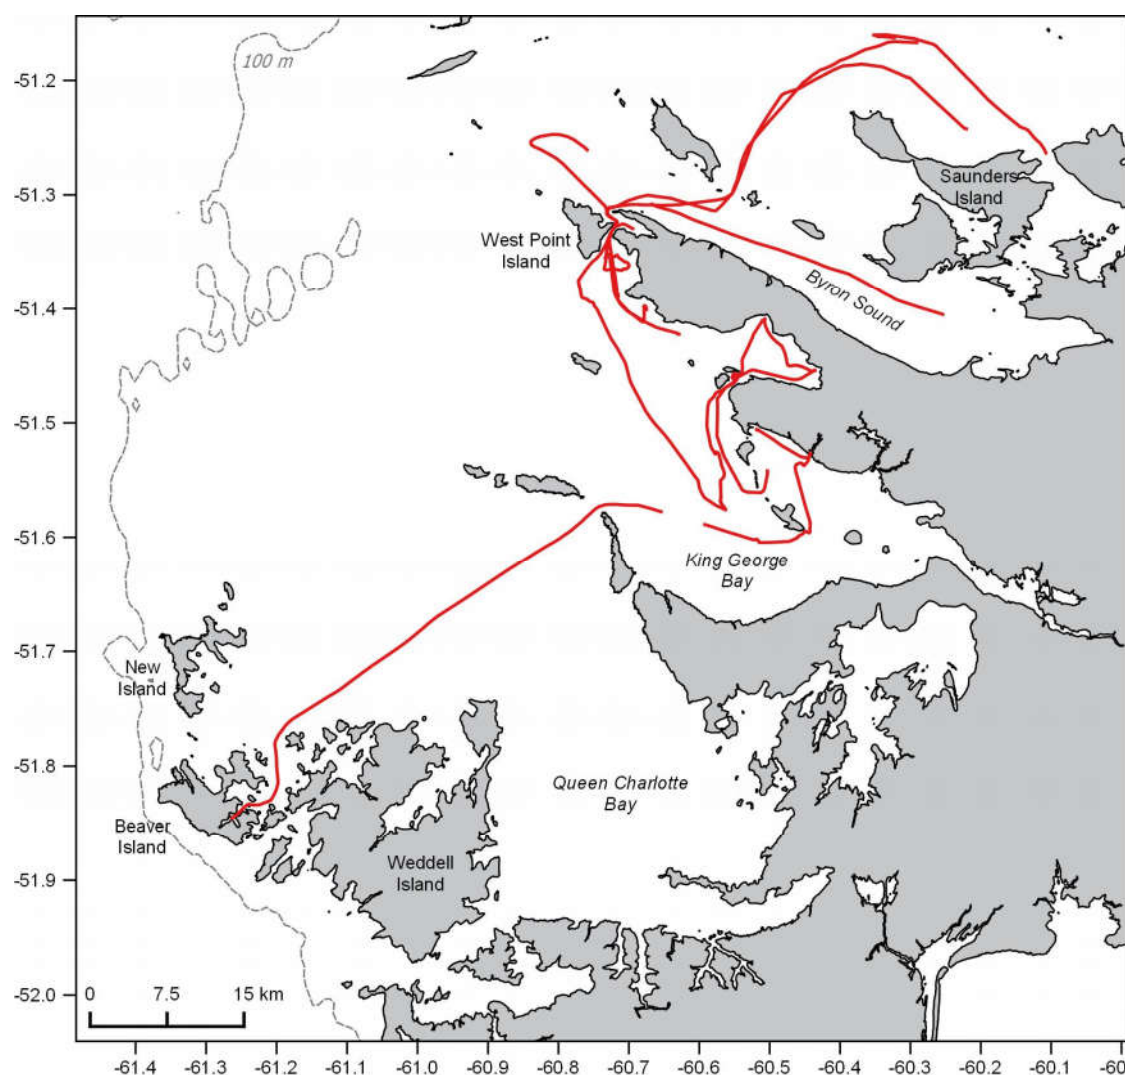 100 m
-51.2
-51.3
-51.4
-51.5
-51.6
-51.7
-51.8
-51.9
-52.0
Saunders
Island
West Point
Island
Byron Sound
King George
Bay
New
Island
Queen Charlotte
Bay
Beaver
Island
Weddell
Island
0 7.5 15 km
-61.4 -61.3 -61.2 -61.1 -61.0 -60.9 -60.8 -60.7 -60.6 -60.5 -60.4 -60.3 -60.2 -60.1 -60